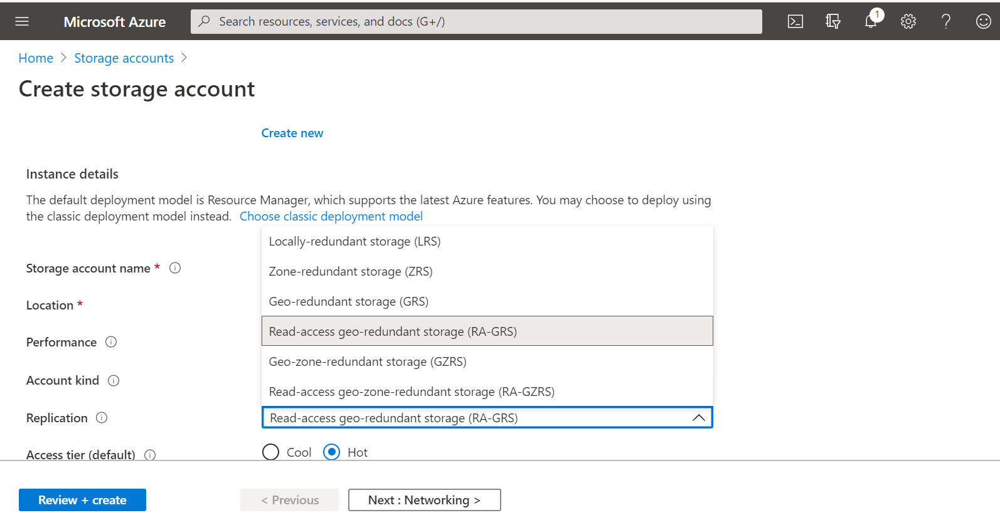 Microsoft Azure
Search resources, services, and docs (G+/)
1
Home > Storage accounts >
Create storage account
Create new
Instance details
The default deployment model is Resource Manager, which supports the latest Azure features. You may choose to deploy using
the classic deployment model instead. Choose classic deployment model
Locally-redundant storage (LRS)
Storage account name *
Zone-redundant storage (ZRS)
Location *
Geo-redundant storage (GRS)
Read-access geo-redundant storage (RA-GRS)
Performance
Geo-zone-redundant storage (GZRS)
Account kind
Read-access geo-zone-redundant storage (RA-GZRS)
Replication
Read-access geo-redundant storage (RA-GRS)
Access tier (default)
Cool Hot
Review + create
< Previous
Next : Networking >